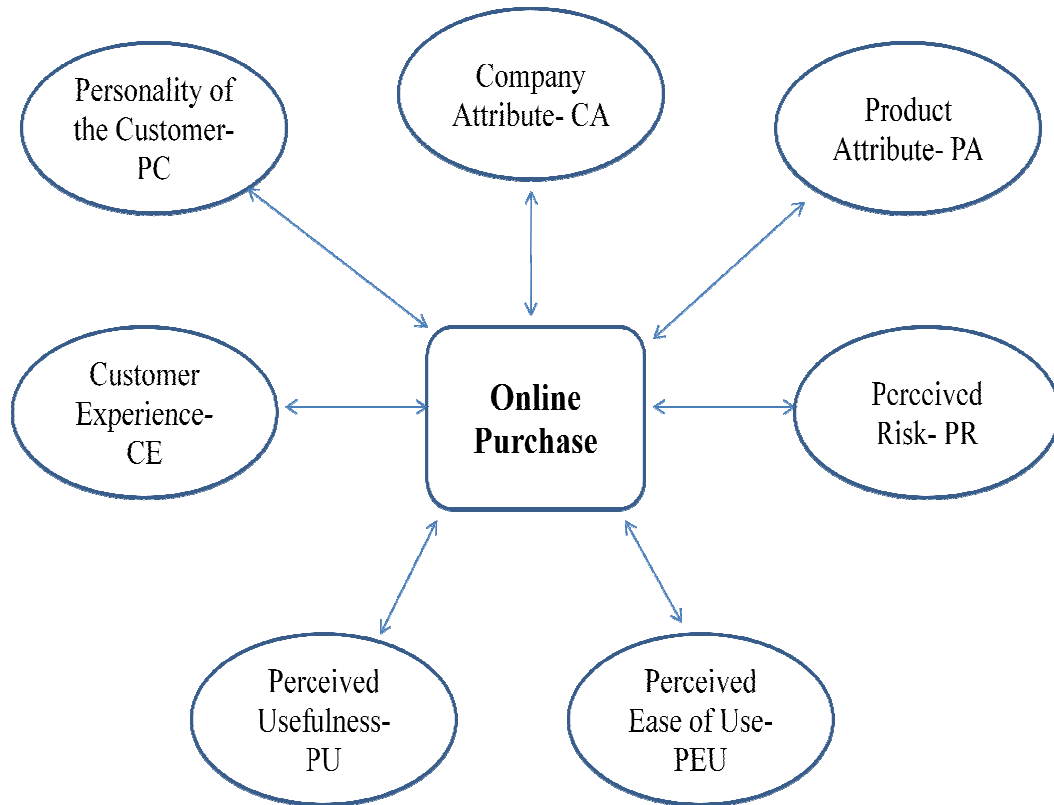 Personality of
the Customer-
PC
Company
Attribute- CA
Product
Attribute- PA
Customer
Experience-
CE
Online
Purchase
Perceived
Risk- PR
Perceived
Usefulness-
PU
Perceived
Ease of Use-
PEU